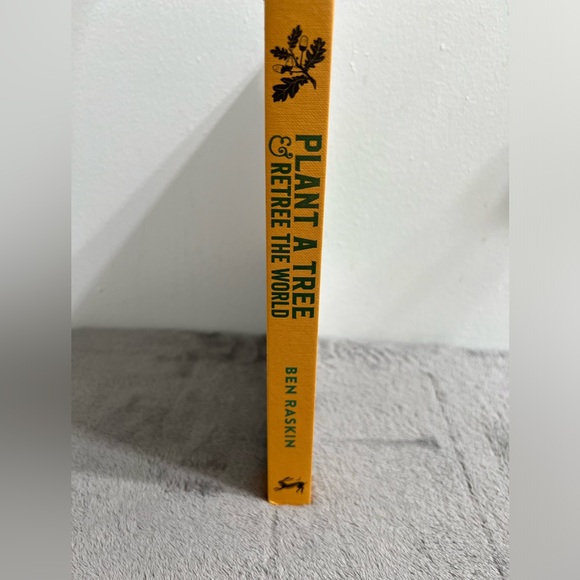 PLANT A TREE
& RETREE THE WORLD
BEN RASKIN